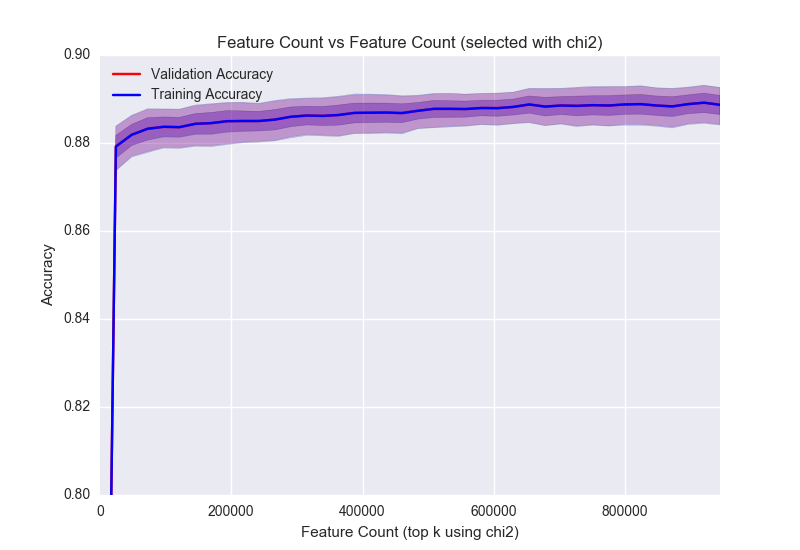 Feature Count vs Feature Count (selected with chi2)
0.90
Validation Accuracy
Training Accuracy
0.88
0.86
Accuracy
0.84
0.82
0.80
0
200000
400000
600000
800000
Feature Count (top k using chi2)